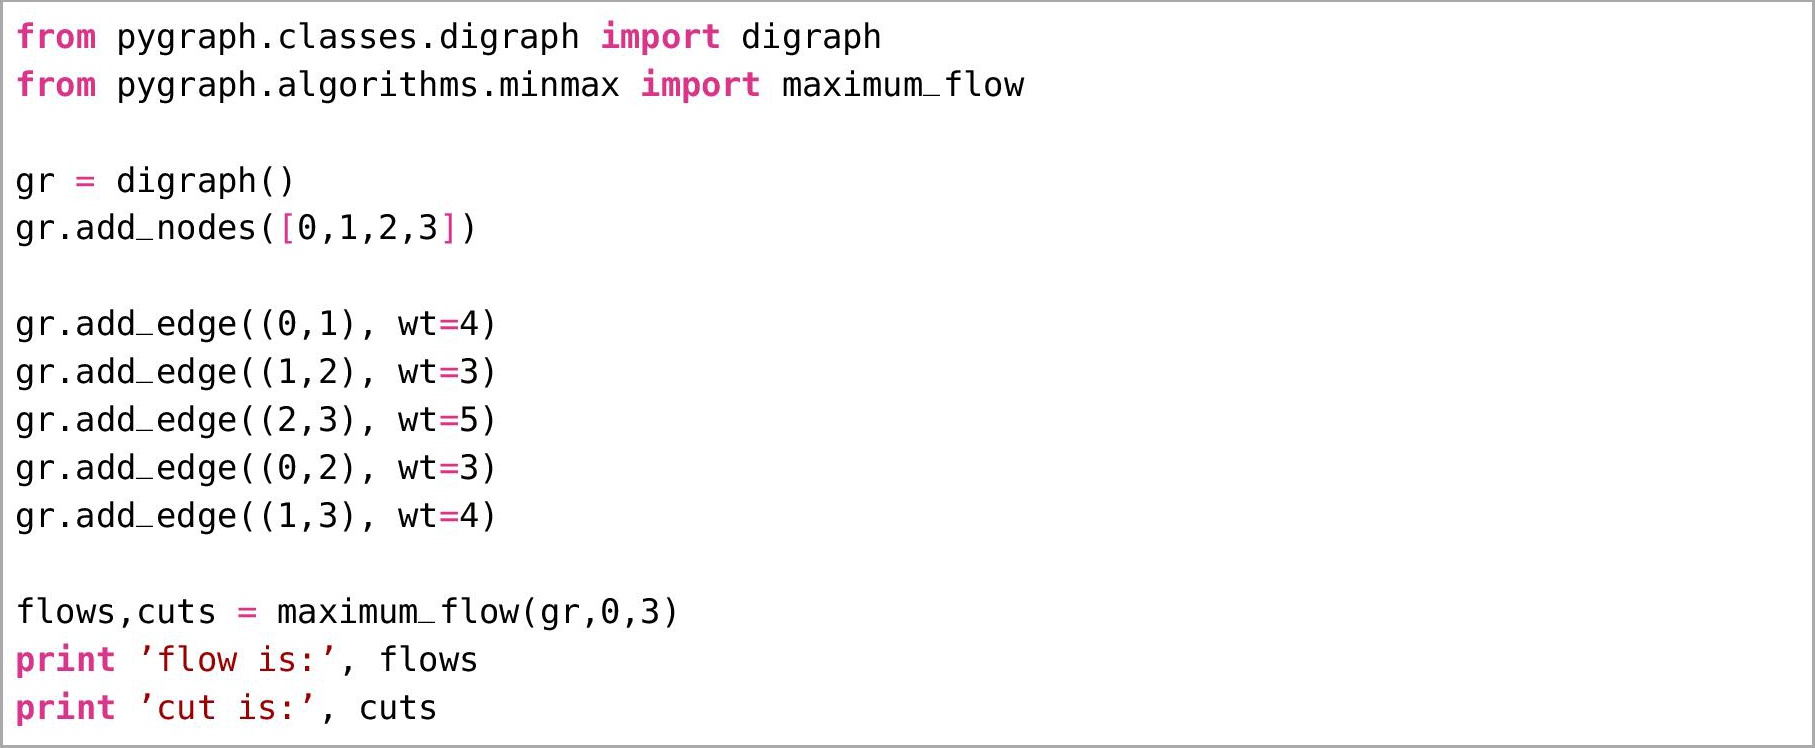 from pygraph.classes.digraph import digraph
from pygraph.algorithms.minmax import maximum_flow
gr = digraph()
gr.add_nodes([0,1,2,3])
gr.add_edge((0,1), wt=4)
gr.add_edge((1,2), wt=3)
gr.add_edge((2,3), wt=5)
gr.add_edge((0,2), wt=3)
gr.add_edge((1,3), wt=4)
flows,cuts = maximum_flow(gr,0,3)
print ’flow is:’, flows
print ’cut is:’, cuts